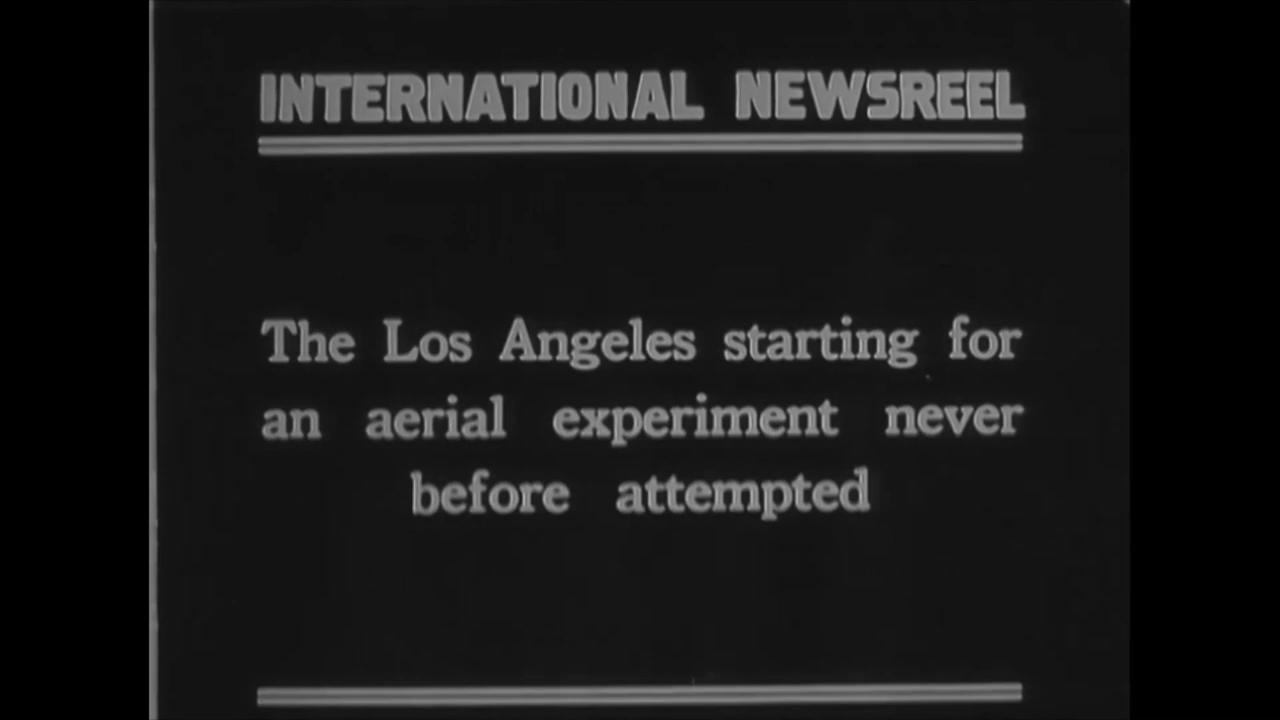 INTERNATIONAL NEWSREEL
The Los Angeles starting for
an aerial experiment never
before attempted